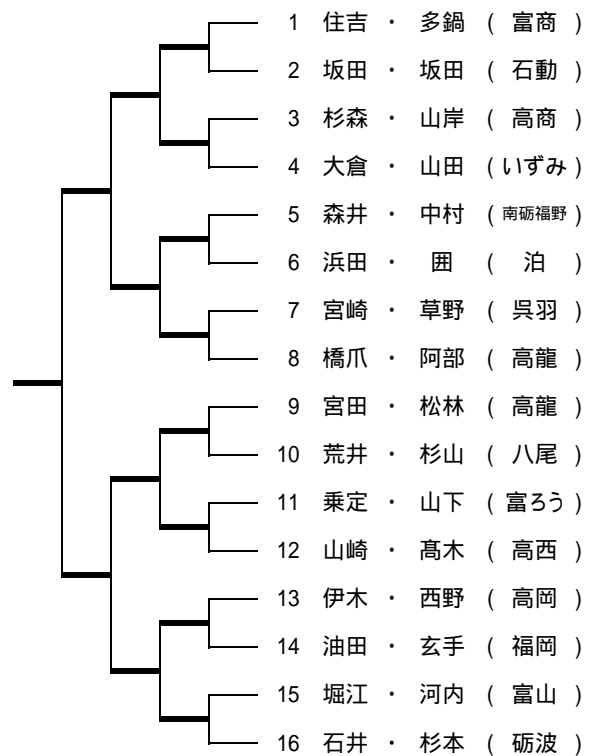 1 住吉 ・ 多鍋 ( 富商 )
2 坂田 ・ 坂田 ( 石動 )
3 杉森 ・ 山岸 ( 高商 )
4 大倉 ・ 山田 ( いずみ )
5 森井 ・ 中村 ( 南砺福野 )
6 浜田 ・ 囲 ( 泊 )
7 宮崎 ・ 草野 ( 呉羽 )
8 橋爪 ・ 阿部 ( 高龍 )
9 宮田 ・ 松林 ( 高龍 )
10 荒井 ・ 杉山 ( 八尾 )
11 乗定 ・ 山下 ( 富ろう )
12 山崎 ・ 髙木 ( 高西 )
13 伊木 ・ 西野 ( 高岡 )
14 油田 ・ 玄手 ( 福岡 )
15 堀江 ・ 河内 ( 富山 )
16 石井 ・ 杉本 ( 砺波 )